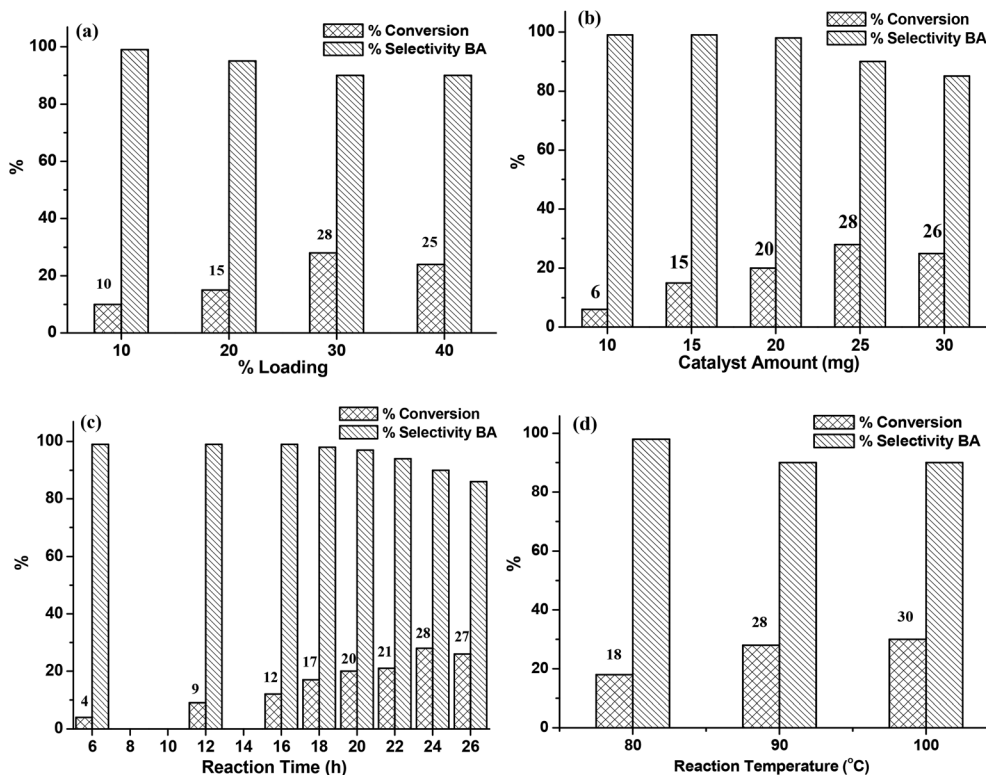 (a)
% Conversion
% Selectivity BA
100
80
60
40
20
0
%
10
15
28
25
10 20 30 40
% Loading
(b)
% Conversion
% Selectivity BA
100
80
60
40
20
0
%
6
15
20
28
26
10 15 20 25 30
Catalyst Amount (mg)
(c)
% Conversion
% Selectivity BA
100
80
60
40
20
0
%
4
9
12
17
20
21
28
27
6 8 10 12 14 16 18 20 22 24 26
Reaction Time (h)
(d)
% Conversion
% Selectivity BA
100
80
60
40
20
0
%
18
28
30
80 90 100
Reaction Temperature (°C)